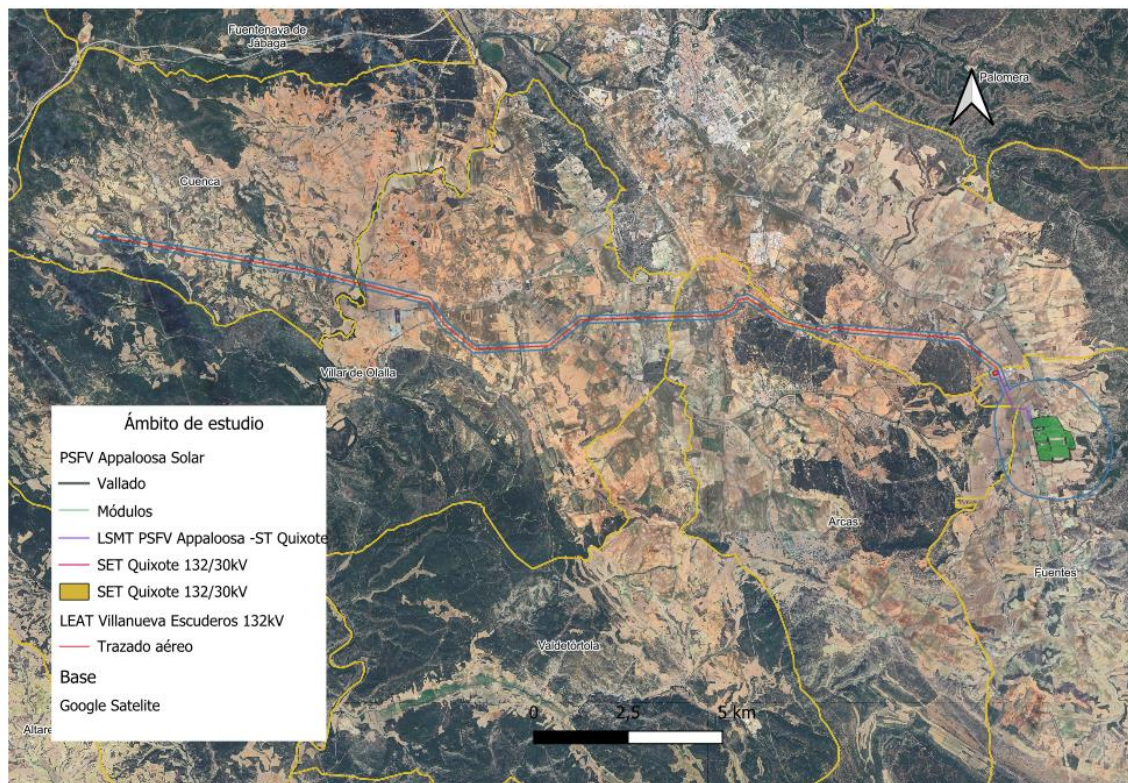 Fuentenava de
Jábaga
Palomera
Cuenca
Villar de Olalla
Arcas
Fuentes
Valdetórtola
Altare
Ámbito de estudio
PSFV Appaloosa Solar
Vallado
Módulos
LSMT PSFV Appaloosa -ST Quixote
SET Quixote 132/30kV
SET Quixote 132/30kV
LEAT Villanueva Escuderos 132kV
Trazado aéreo
Base
Google Satelite
0 2,5 5 km